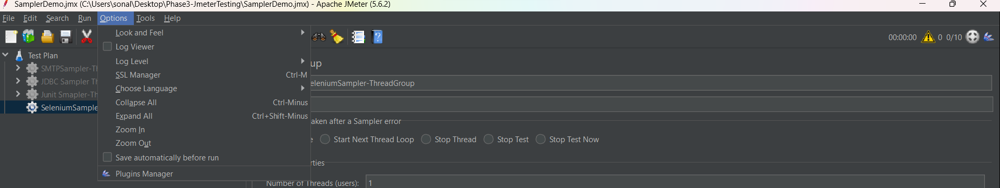 SamplerDemo.jmx (C:\Users\sonal\Desktop\Phase3-JmeterTesting\SamplerDemo.jmx) - Apache JMeter (5.6.2)
File Edit Search Run Options Tools Help
00:00:00 0 0/10
Look and Feel
Log Viewer
Log Level
SSL Manager Ctrl-M
Choose Language
Collapse All Ctrl-Minus
Expand All Ctrl+Shift-Minus
Zoom In
Zoom Out
Save automatically before run
Plugins Manager
Test Plan
SMTPSampler-Th
JDBC Sampler Th
Junit Smapler-Th
SeleniumSample
up
eleniumSampler-ThreadGroup
aken after a Sampler error
e Start Next Thread Loop Stop Thread Stop Test Stop Test Now
rties
Number of Threads (users): 1